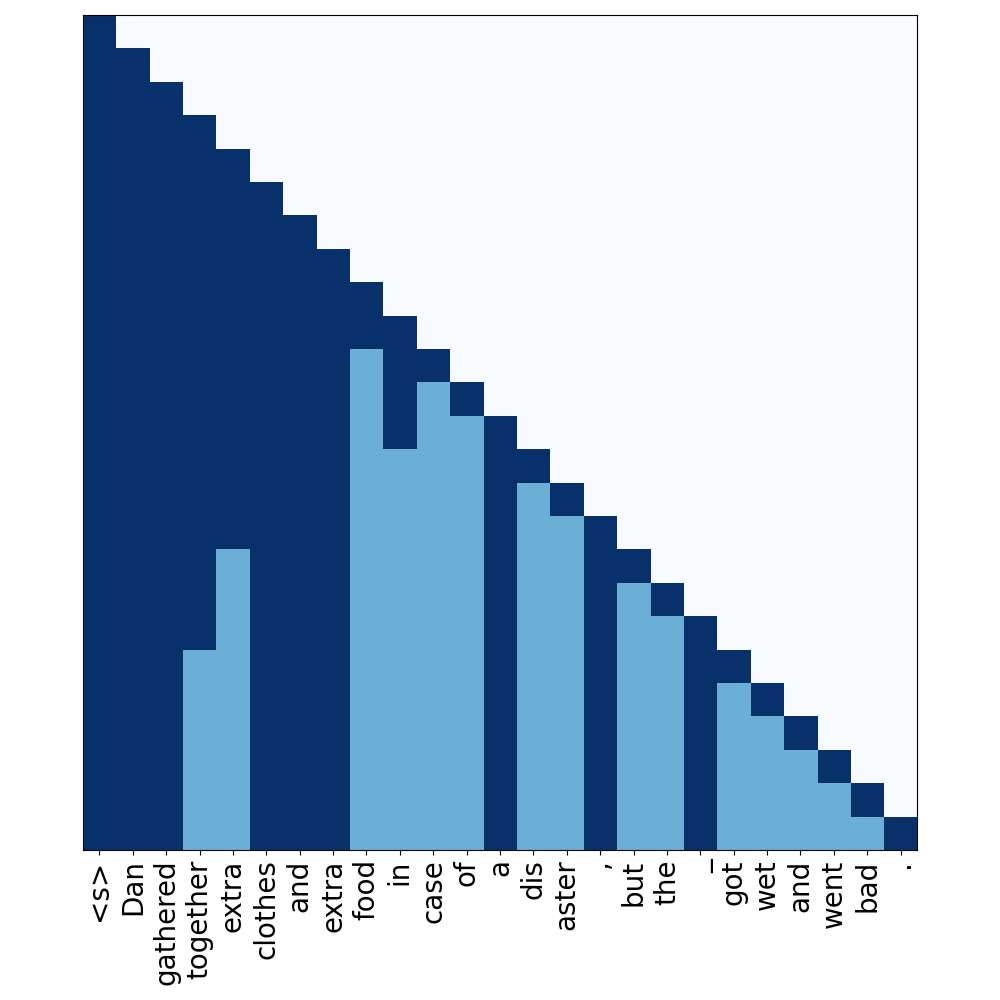 <s>
Dan
gathered
together
extra
clothes
and
extra
food
in
case
of
a
dis
aster
,
but
the
_
got
wet
and
went
bad
.